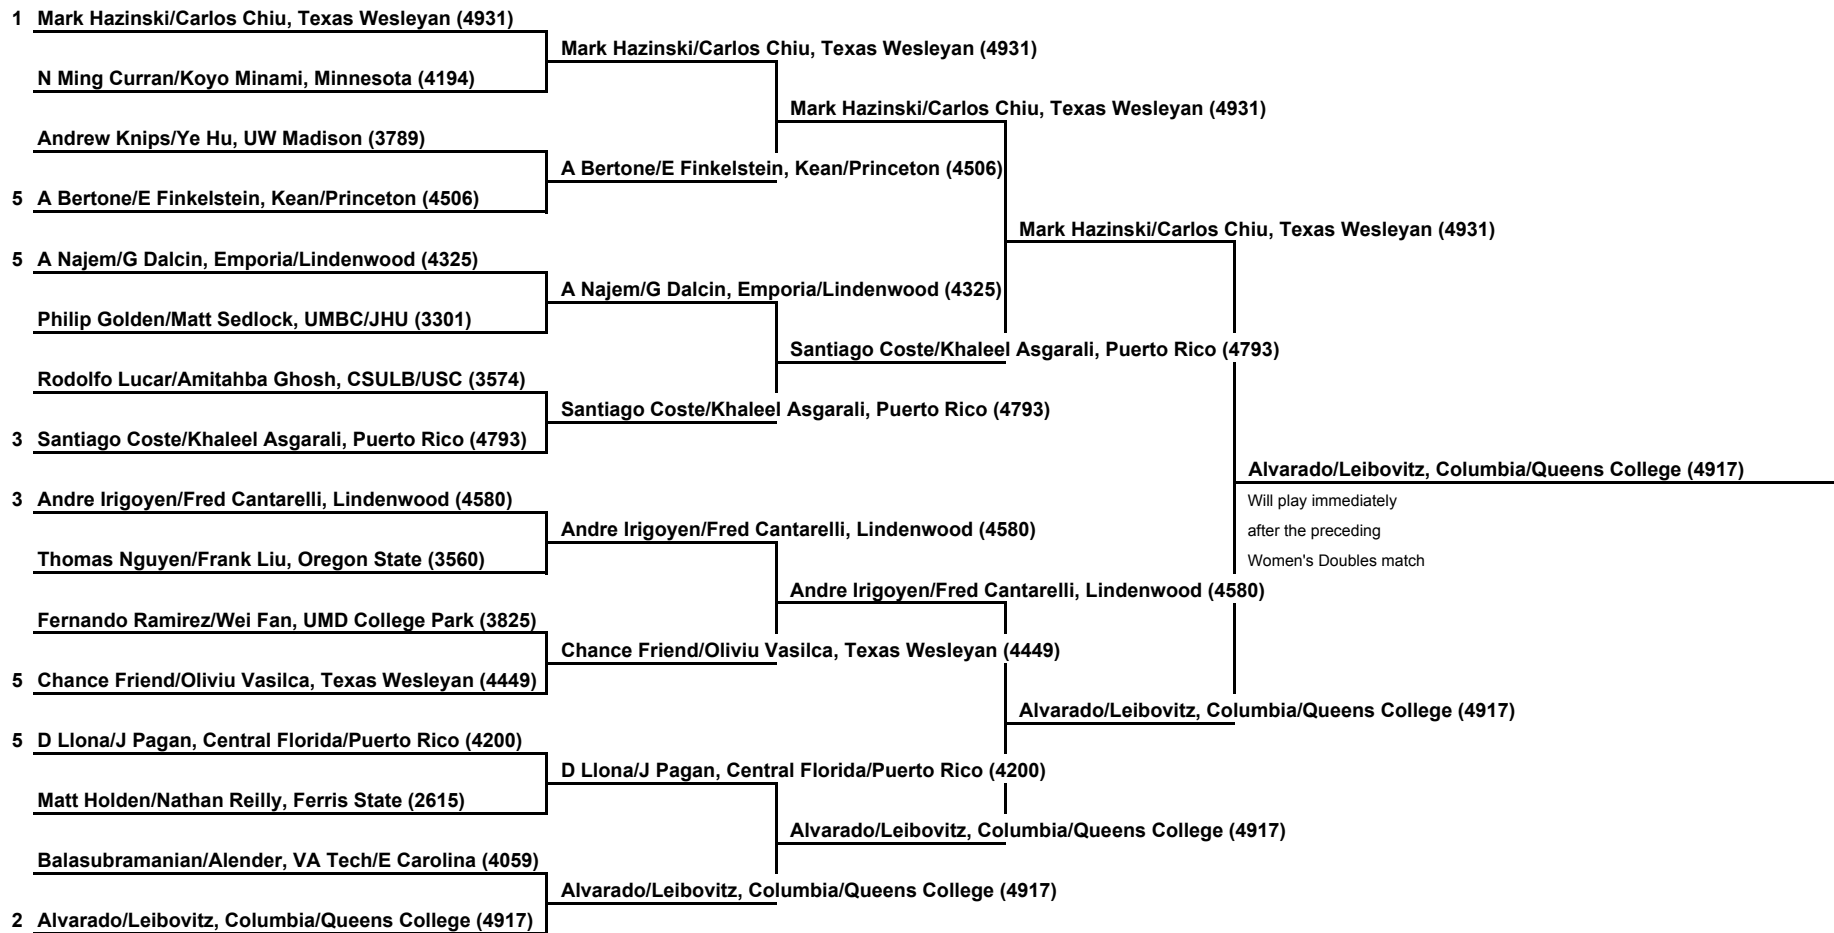 1 Mark Hazinski/Carlos Chiu, Texas Wesleyan (4931)
Mark Hazinski/Carlos Chiu, Texas Wesleyan (4931)
N Ming Curran/Koyo Minami, Minnesota (4194)
Mark Hazinski/Carlos Chiu, Texas Wesleyan (4931)
Andrew Knips/Ye Hu, UW Madison (3789)
A Bertone/E Finkelstein, Kean/Princeton (4506)
5 A Bertone/E Finkelstein, Kean/Princeton (4506)
Mark Hazinski/Carlos Chiu, Texas Wesleyan (4931)
5 A Najem/G Dalcin, Emporia/Lindenwood (4325)
A Najem/G Dalcin, Emporia/Lindenwood (4325)
Philip Golden/Matt Sedlock, UMBC/JHU (3301)
Santiago Coste/Khaleel Asgarali, Puerto Rico (4793)
Rodolfo Lucar/Amitahba Ghosh, CSULB/USC (3574)
Santiago Coste/Khaleel Asgarali, Puerto Rico (4793)
3 Santiago Coste/Khaleel Asgarali, Puerto Rico (4793)
Alvarado/Leibovitz, Columbia/Queens College (4917)
Will play immediately
after the preceding
Women's Doubles match
3 Andre Irigoyen/Fred Cantarelli, Lindenwood (4580)
Andre Irigoyen/Fred Cantarelli, Lindenwood (4580)
Thomas Nguyen/Frank Liu, Oregon State (3560)
Andre Irigoyen/Fred Cantarelli, Lindenwood (4580)
Fernando Ramirez/Wei Fan, UMD College Park (3825)
Chance Friend/Oliviu Vasilca, Texas Wesleyan (4449)
5 Chance Friend/Oliviu Vasilca, Texas Wesleyan (4449)
Alvarado/Leibovitz, Columbia/Queens College (4917)
5 D Llona/J Pagan, Central Florida/Puerto Rico (4200)
D Llona/J Pagan, Central Florida/Puerto Rico (4200)
Matt Holden/Nathan Reilly, Ferris State (2615)
Alvarado/Leibovitz, Columbia/Queens College (4917)
Balasubramanian/Alender, VA Tech/E Carolina (4059)
Alvarado/Leibovitz, Columbia/Queens College (4917)
2 Alvarado/Leibovitz, Columbia/Queens College (4917)